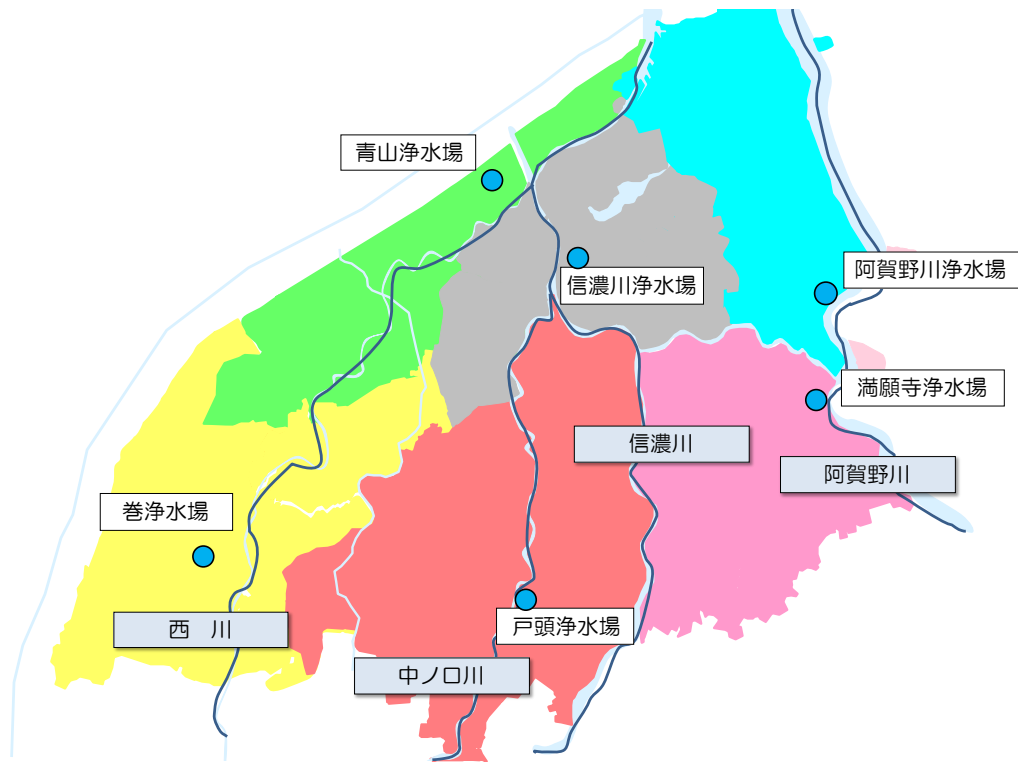 青山浄水場
信濃川浄水場
阿賀野川浄水場
満願寺浄水場
信濃川
阿賀野川
巻浄水場
西　川
戸頭浄水場
中ノ口川